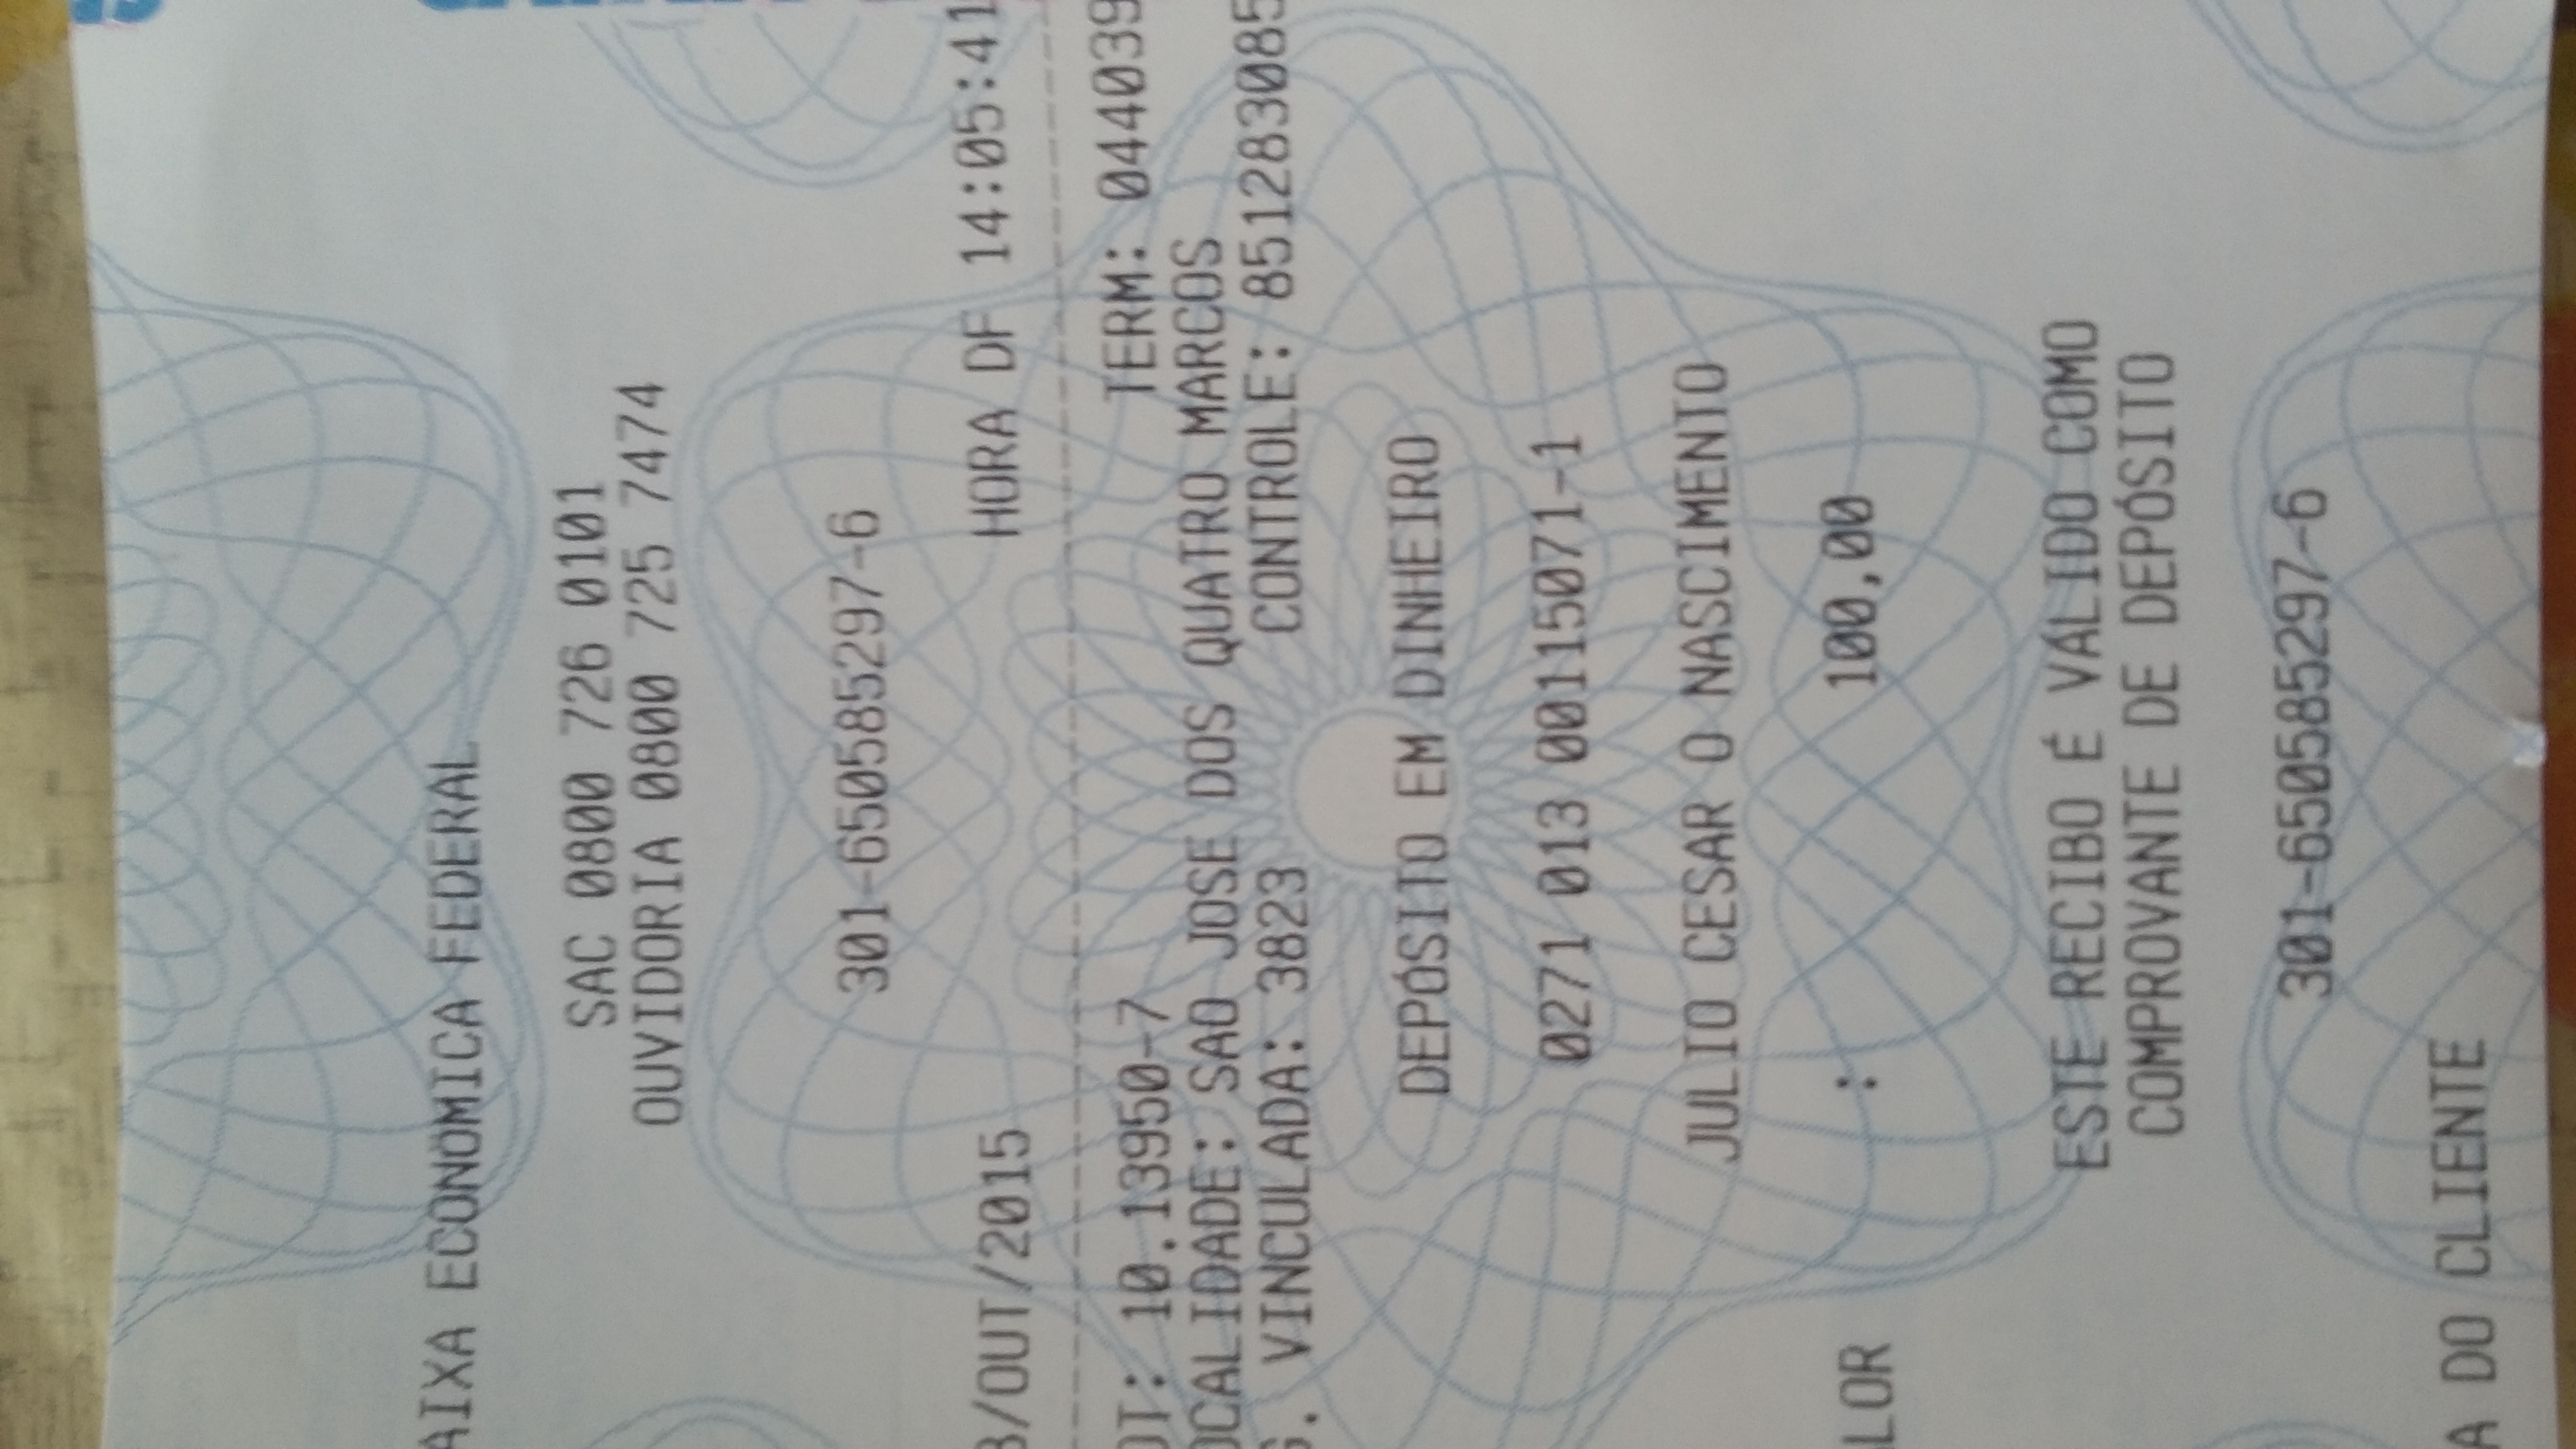 AIXA ECONOMICA FEDERAL
SAC 0800 726 0101
OUVIDORIA 0800 725 7474
301-650585297-6
/OUT/2015 HORA DF 14:05:41
OT: 10.13950-7 TERM: 044039
OCALIDADE: SAO JOSE DOS QUATRO MARCOS
G. VINCULADA: 3823 CONTROLE: 851283085
DEPÓSITO EM DINHEIRO
0271 013 00115071-1
JULIO CESAR O NASCIMENTO
ALOR : 100,00
ESTE RECIBO É VÁLIDO COMO
COMPROVANTE DE DEPÓSITO
301-650585297-6
A DO CLIENTE